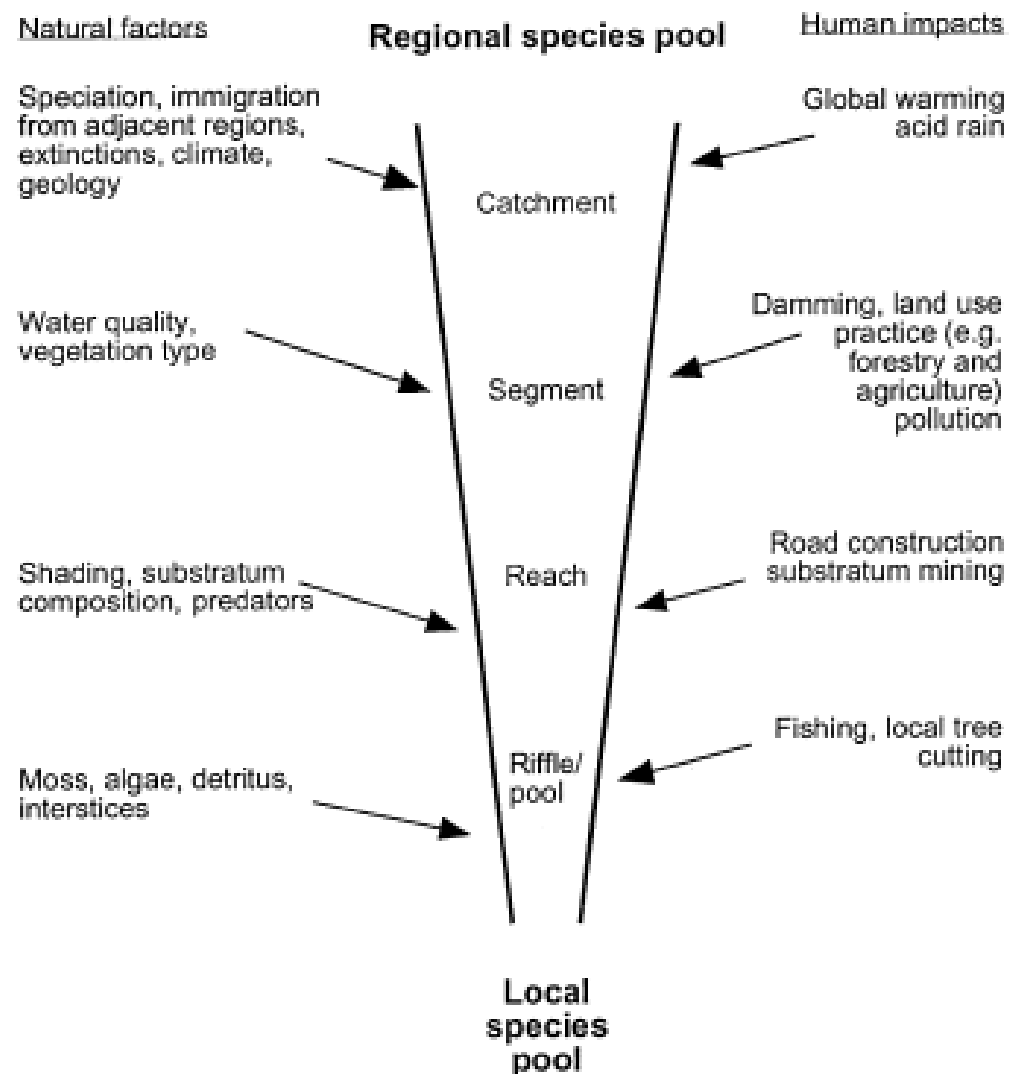 Natural factors
Regional species pool
Human impacts
Speciation, immigration
from adjacent regions,
extinctions, climate,
geology
Global warming
acid rain
Catchment
Water quality,
vegetation type
Damming, land use
practice (e.g.
forestry and
agriculture)
pollution
Segment
Shading, substratum
composition, predators
Road construction
substratum mining
Reach
Moss, algae, detritus,
interstices
Fishing, local tree
cutting
Riffle/
pool
Local
species
pool